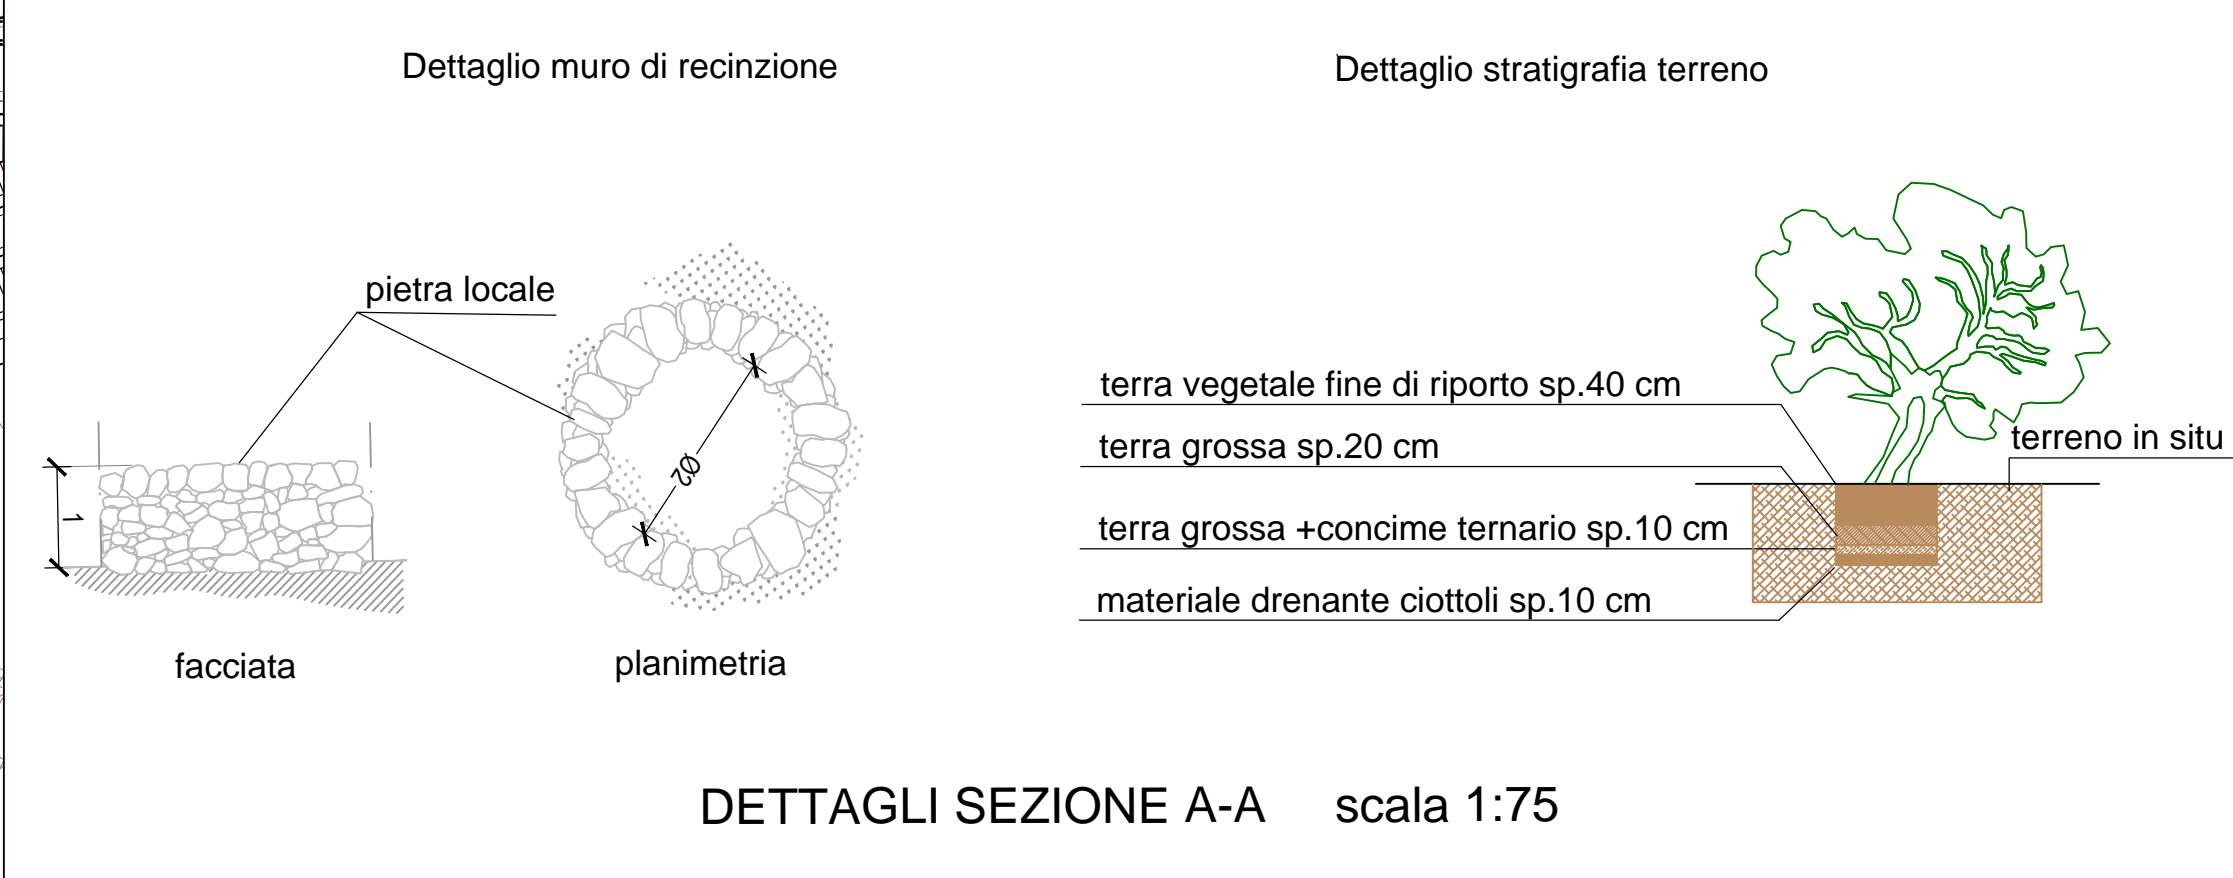 Dettaglio muro di recinzione
Dettaglio stratigrafia terreno
pietra locale
1
Ø2
facciata
planimetria
terra vegetale fine di riporto sp.40 cm
terra grossa sp.20 cm
terreno in situ
terra grossa +concime ternario sp.10 cm
materiale drenante ciottoli sp.10 cm
DETTAGLI SEZIONE A-A scala 1:75